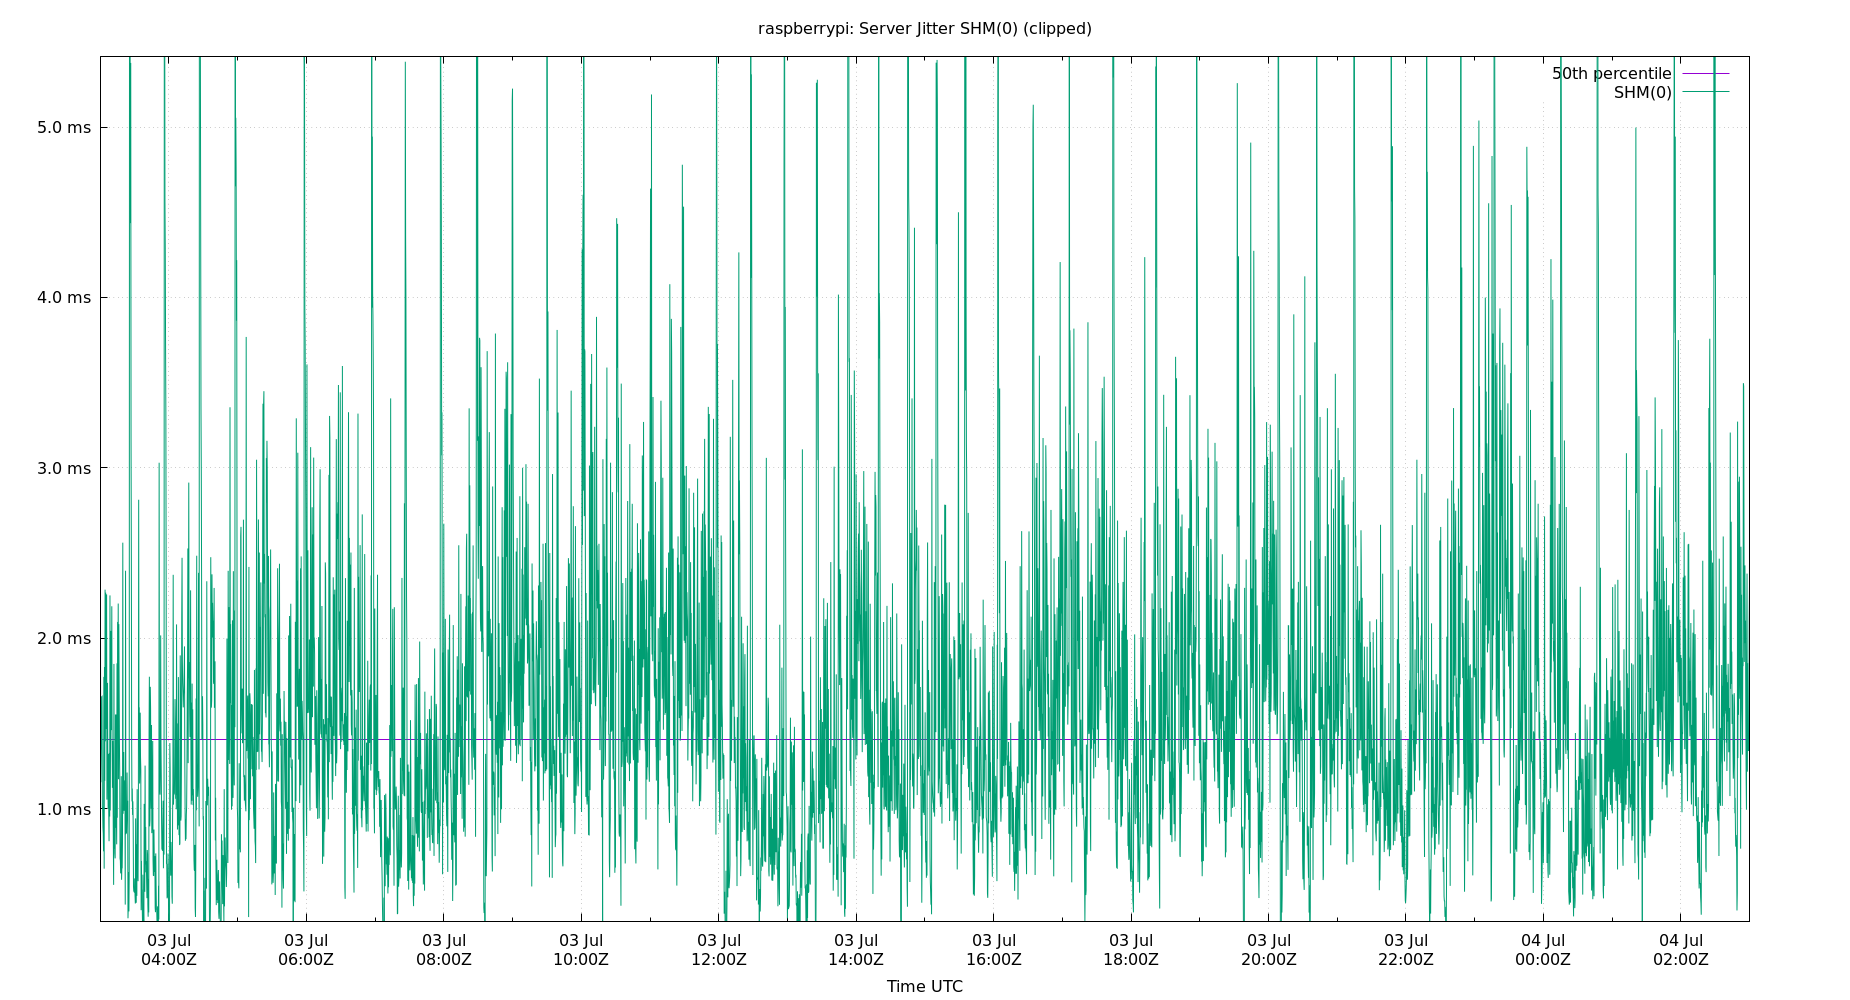 raspberrypi: Server Jitter SHM(0) (clipped)
50th percentile
SHM(0)
5.0 ms
4.0 ms
3.0 ms
2.0 ms
1.0 ms
03 Jul 03 Jul 03 Jul 03 Jul 03 Jul 03 Jul 03 Jul 03 Jul 03 Jul 03 Jul 04 Jul 04 Jul
04:00Z 06:00Z 08:00Z 10:00Z 12:00Z 14:00Z 16:00Z 18:00Z 20:00Z 22:00Z 00:00Z 02:00Z
Time UTC